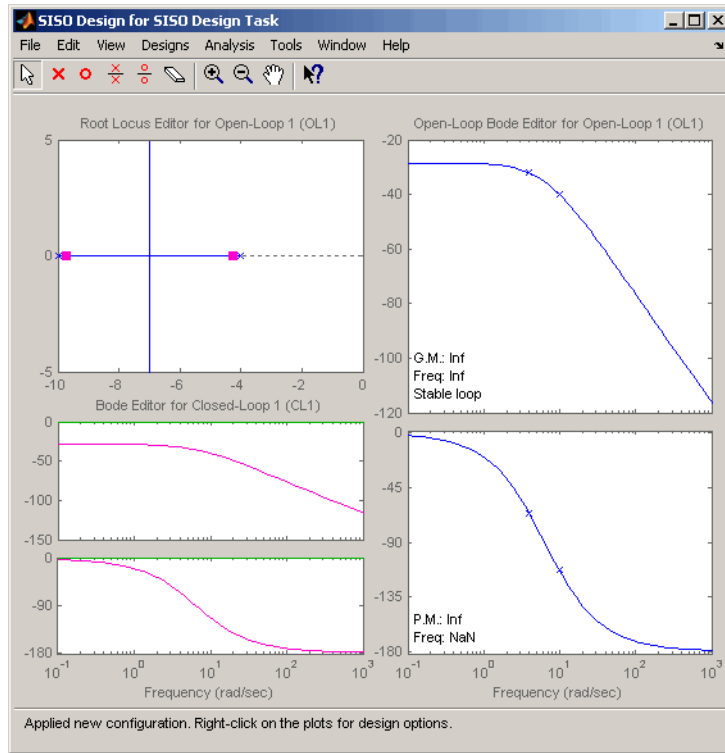 SISO Design for SISO Design Task
File Edit View Designs Analysis Tools Window Help
Root Locus Editor for Open-Loop 1 (OL1)
5
0
-5
-10 -8 -6 -4 -2 0
Bode Editor for Closed-Loop 1 (CL1)
0
-50
-100
-150
0
-90
-180
10^-1 10^0 10^1 10^2 10^3
Frequency (rad/sec)
Open-Loop Bode Editor for Open-Loop 1 (OL1)
-20
-40
-60
-80
-100
-120
G.M.: Inf
Freq: Inf
Stable loop
0
-45
-90
-135
-180
P.M.: Inf
Freq: NaN
10^-1 10^0 10^1 10^2 10^3
Frequency (rad/sec)
Applied new configuration. Right-click on the plots for design options.